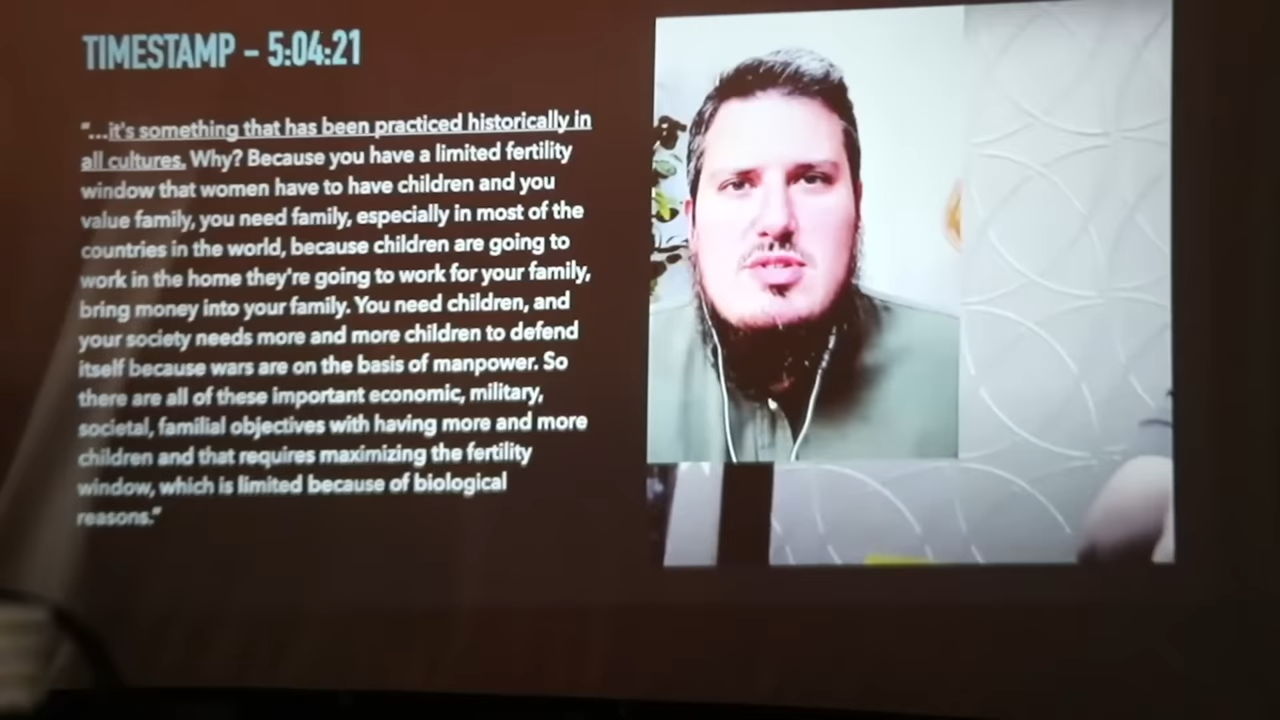 TIMESTAMP – 5:04:21
"...it's something that has been practiced historically in
all cultures. Why? Because you have a limited fertility
window that women have to have children and you
value family, you need family, especially in most of the
countries in the world, because children are going to
work in the home they're going to work for your family,
bring money into your family. You need children, and
your society needs more and more children to defend
itself because wars are on the basis of manpower. So
there are all of these important economic, military,
societal, familial objectives with having more and more
children and that requires maximizing the fertility
window, which is limited because of biological
reasons."